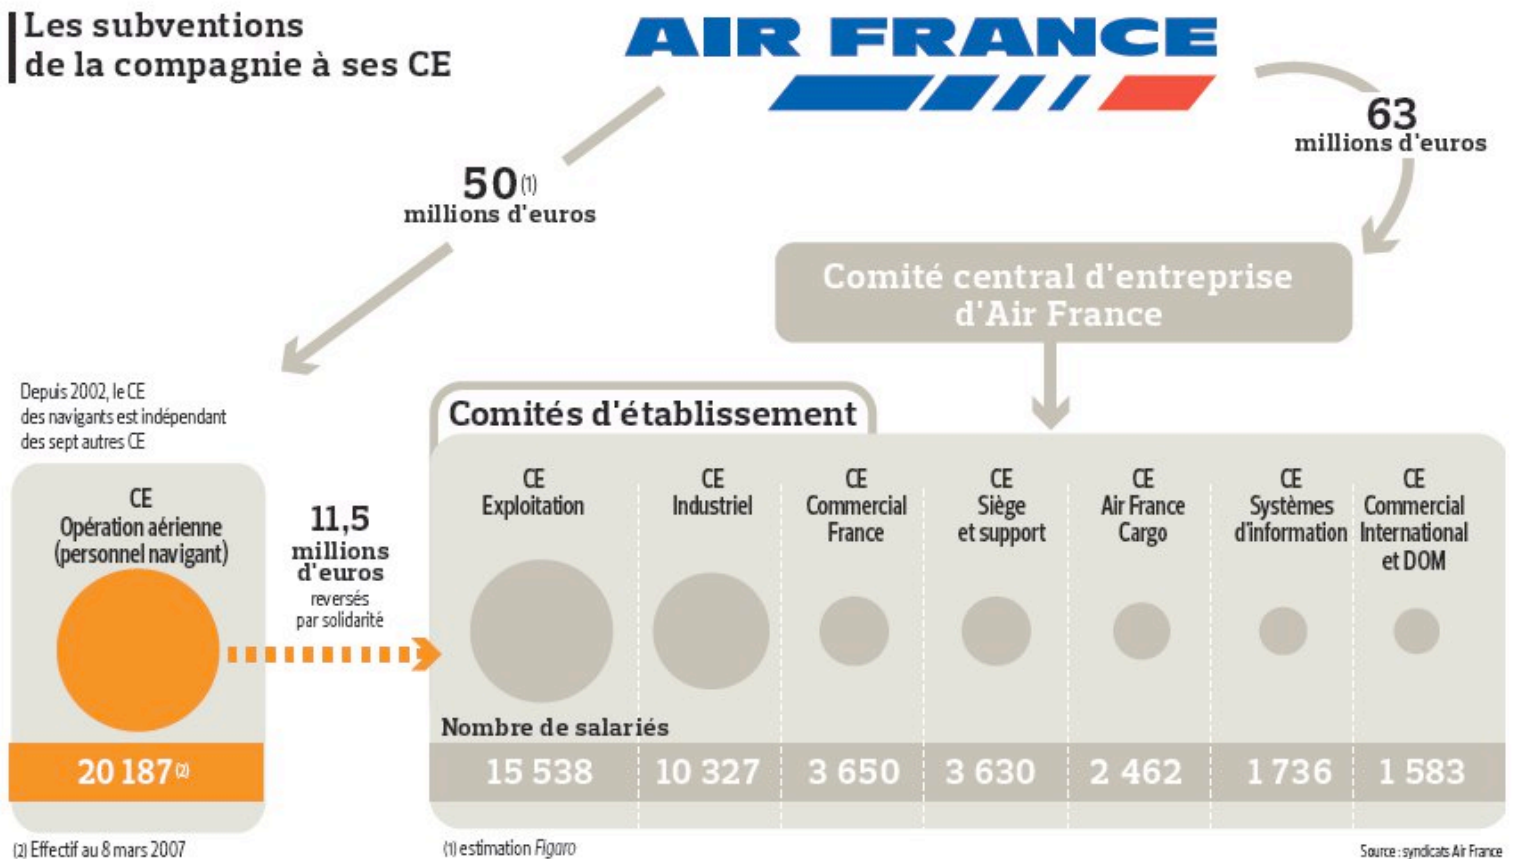 Les subventions
de la compagnie à ses CE
AIR FRANCE
63
millions d'euros
50 (1)
millions d'euros
Comité central d'entreprise
d'Air France
Depuis 2002, le CE
des navigants est indépendant
des sept autres CE
CE
Opération aérienne
(personnel navigant)
20 187 (2)
11,5
millions
d'euros
reversés
par solidarité
Comités d'établissement
CE
Exploitation
CE
Industriel
CE
Commercial
France
CE
Siège
et support
CE
Air France
Cargo
CE
Systèmes
d'information
CE
Commercial
International
et DOM
Nombre de salariés
15 538 10 327 3 650 3 630 2 462 1 736 1 583
(2) Effectif au 8 mars 2007
(1) estimation Figaro
Source : syndicats Air France